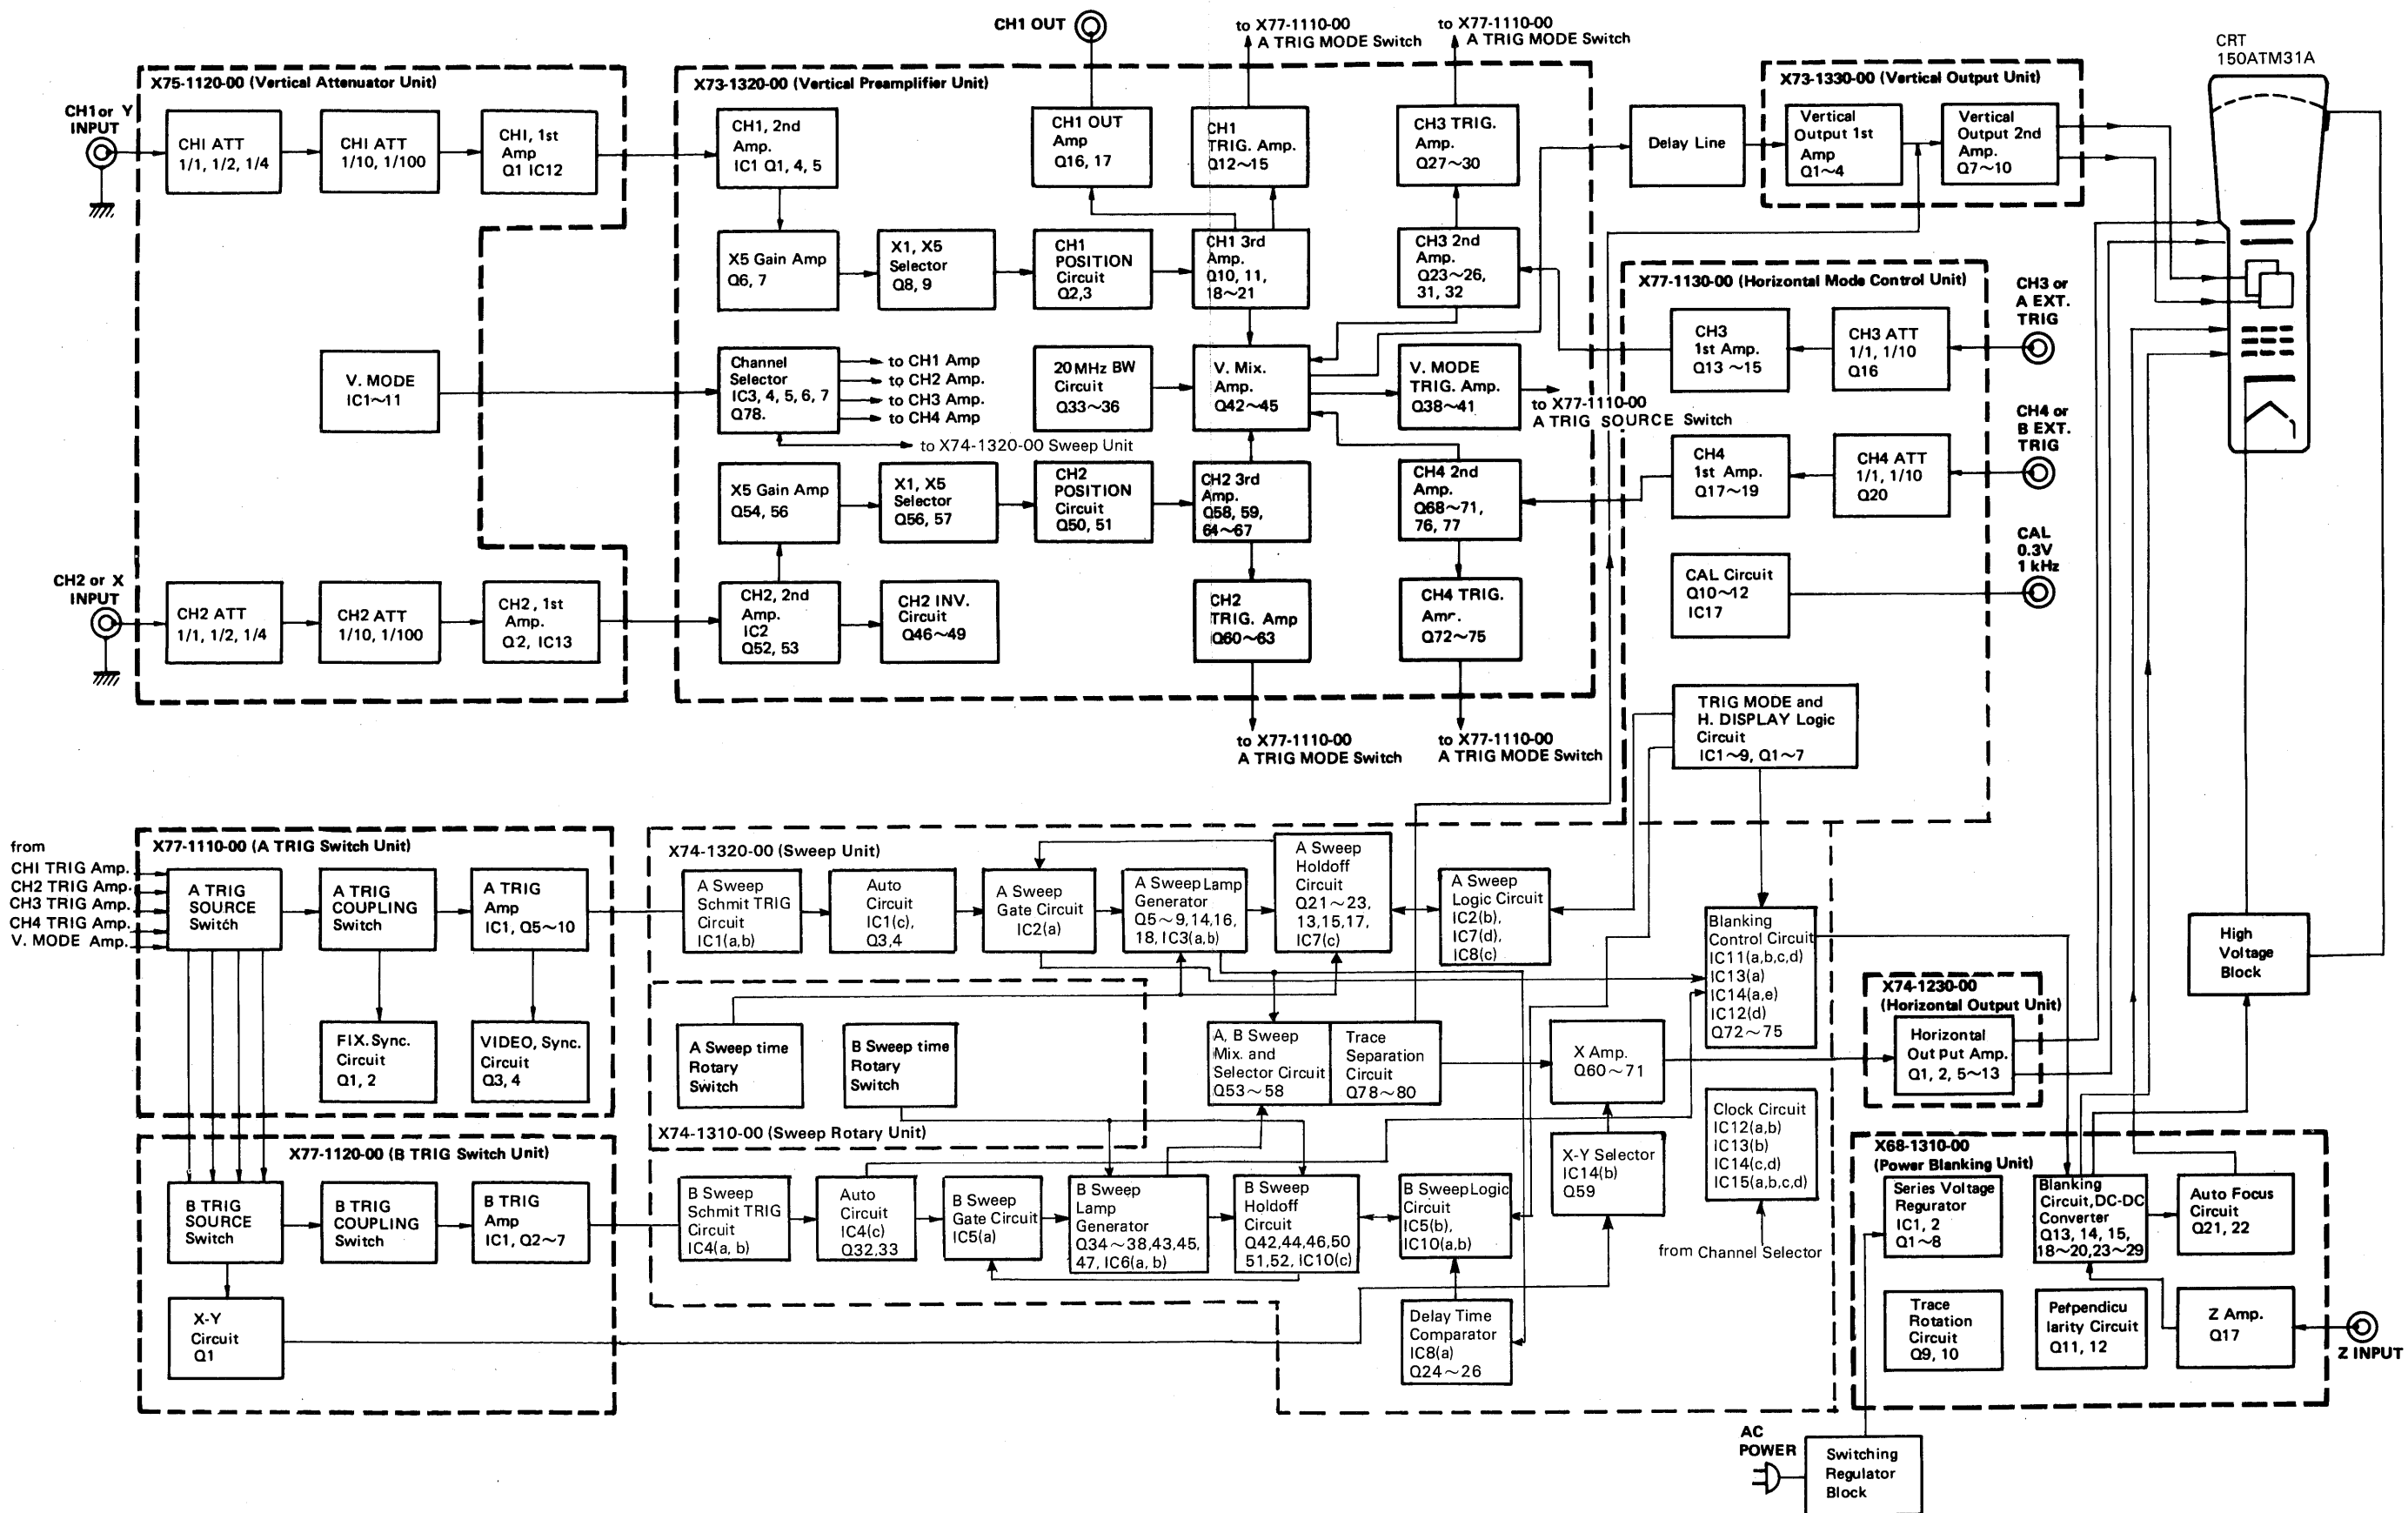 CH1 OUT
to X77-1110-00
A TRIG MODE Switch
to X77-1110-00
A TRIG MODE Switch
CRT
150ATM31A
X75-1120-00 (Vertical Attenuator Unit)
CH1 or Y
INPUT
CHI ATT
1/1, 1/2, 1/4
CHI ATT
1/10, 1/100
CHI, 1st
Amp
Q1 IC12
V. MODE
IC1~11
CH2 or X
INPUT
CH2 ATT
1/1, 1/2, 1/4
CH2 ATT
1/10, 1/100
CH2, 1st
Amp.
Q2, IC13
X73-1320-00 (Vertical Preamplifier Unit)
CH1, 2nd
Amp.
IC1 Q1, 4, 5
CH1 OUT
Amp
Q16, 17
CH1
TRIG. Amp.
Q12~15
CH3 TRIG.
Amp.
Q27~30
X5 Gain Amp
Q6, 7
X1, X5
Selector
Q8, 9
CH1
POSITION
Circuit
Q2,3
CH1 3rd
Amp.
Q10, 11,
18~21
CH3 2nd
Amp.
Q23~26,
31, 32
Channel
Selector
IC3, 4, 5, 6, 7
Q78.
to CH1 Amp
to CH2 Amp.
to CH3 Amp.
to CH4 Amp
to X74-1320-00 Sweep Unit
20 MHz BW
Circuit
Q33~36
V. Mix.
Amp.
Q42~45
V. MODE
TRIG. Amp.
Q38~41
to X77-1110-00
A TRIG SOURCE Switch
X5 Gain Amp
Q54, 56
X1, X5
Selector
Q56, 57
CH2
POSITION
Circuit
Q50, 51
CH2 3rd
Amp.
Q58, 59,
64~67
CH4 2nd
Amp.
Q68~71,
76, 77
CH2, 2nd
Amp.
IC2
Q52, 53
CH2 INV.
Circuit
Q46~49
CH2
TRIG. Amp
Q60~63
CH4 TRIG.
Amr.
Q72~75
to X77-1110-00
A TRIG MODE Switch
to X77-1110-00
A TRIG MODE Switch
Delay Line
X73-1330-00 (Vertical Output Unit)
Vertical
Output 1st
Amp
Q1~4
Vertical
Output 2nd
Amp.
Q7~10
X77-1130-00 (Horizontal Mode Control Unit)
CH3
1st Amp.
Q13 ~15
CH3 ATT
1/1, 1/10
Q16
CH3 or
A EXT.
TRIG
CH4
1st Amp.
Q17~19
CH4 ATT
1/1, 1/10
Q20
CH4 or
B EXT.
TRIG
CAL Circuit
Q10~12
IC17
CAL
0.3V
1 kHz
TRIG MODE and
H. DISPLAY Logic
Circuit
IC1~9, Q1~7
from
CHI TRIG Amp.
CH2 TRIG Amp.
CH3 TRIG Amp.
CH4 TRIG Amp.
V. MODE Amp.
X77-1110-00 (A TRIG Switch Unit)
A TRIG
SOURCE
Switch
A TRIG
COUPLING
Switch
A TRIG
Amp
IC1, Q5~10
FIX. Sync.
Circuit
Q1, 2
VIDEO, Sync.
Circuit
Q3, 4
X77-1120-00 (B TRIG Switch Unit)
B TRIG
SOURCE
Switch
B TRIG
COUPLING
Switch
B TRIG
Amp
IC1, Q2~7
X-Y
Circuit
Q1
X74-1320-00 (Sweep Unit)
A Sweep
Schmit TRIG
Circuit
IC1(a,b)
Auto
Circuit
IC1(c),
Q3,4
A Sweep
Gate Circuit
IC2(a)
A Sweep Lamp
Generator
Q5~9,14,16,
18, IC3(a,b)
A Sweep
Holdoff
Circuit
Q21~23,
13,15,17,
IC7(c)
A Sweep
Logic Circuit
IC2(b),
IC7(d),
IC8(c)
Blanking
Control Circuit
IC11(a,b,c,d)
IC13(a)
IC14(a,e)
IC12(d)
Q72~75
A Sweep time
Rotary
Switch
B Sweep time
Rotary
Switch
X74-1310-00 (Sweep Rotary Unit)
A, B Sweep
Mix. and
Selector Circuit
Q53~58
Trace
Separation
Circuit
Q78~80
X Amp.
Q60~71
Clock Circuit
IC12(a,b)
IC13(b)
IC14(c,d)
IC15(a,b,c,d)
from Channel Selector
X-Y Selector
IC14(b)
Q59
B Sweep
Schmit TRIG
Circuit
IC4(a, b)
Auto
Circuit
IC4(c)
Q32,33
B Sweep
Gate Circuit
IC5(a)
B Sweep
Lamp
Generator
Q34~38,43,45,
47, IC6(a, b)
B Sweep
Holdoff
Circuit
Q42,44,46,50
51,52, IC10(c)
B Sweep Logic
Circuit
IC5(b),
IC10(a,b)
Delay Time
Comparator
IC8(a)
Q24~26
High
Voltage
Block
X74-1230-00
(Horizontal Output Unit)
Horizontal
Out put Amp.
Q1, 2, 5~13
X68-1310-00
(Power Blanking Unit)
Series Voltage
Regurator
IC1, 2
Q1~8
Blanking
Circuit, DC-DC
Converter
Q13, 14, 15,
18~20,23~29
Auto Focus
Circuit
Q21, 22
Trace
Rotation
Circuit
Q9, 10
Perpendicu
larity Circuit
Q11, 12
Z Amp.
Q17
Z INPUT
AC
POWER
Switching
Regulator
Block